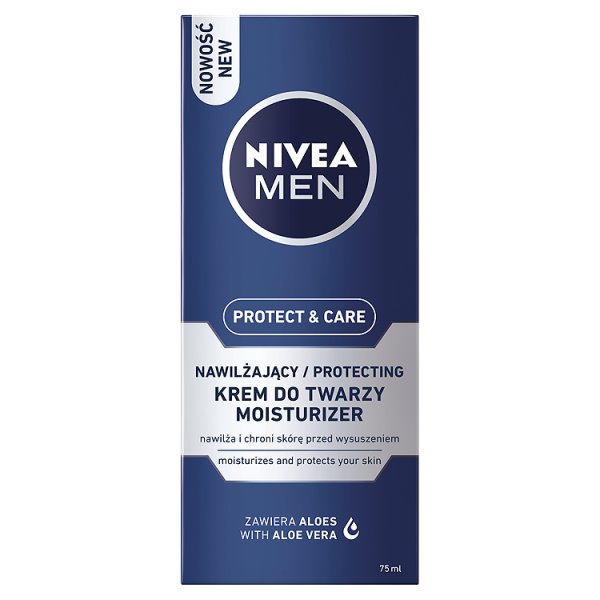 NOWOŚĆ
NEW
NIVEA
MEN
PROTECT & CARE
NAWILŻAJĄCY / PROTECTING
KREM DO TWARZY
MOISTURIZER
nawilża i chroni skórę przed wysuszeniem
moisturizes and protects your skin
ZAWIERA ALOES
WITH ALOE VERA
75 ml